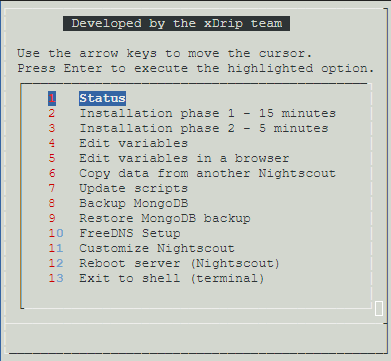 Developed by the xDrip team
Use the arrow keys to move the cursor.
Press Enter to execute the highlighted option.
1 Status
2 Installation phase 1 - 15 minutes
3 Installation phase 2 - 5 minutes
4 Edit variables
5 Edit variables in a browser
6 Copy data from another Nightscout
7 Update scripts
8 Backup MongoDB
9 Restore MongoDB backup
10 FreeDNS Setup
11 Customize Nightscout
12 Reboot server (Nightscout)
13 Exit to shell (terminal)